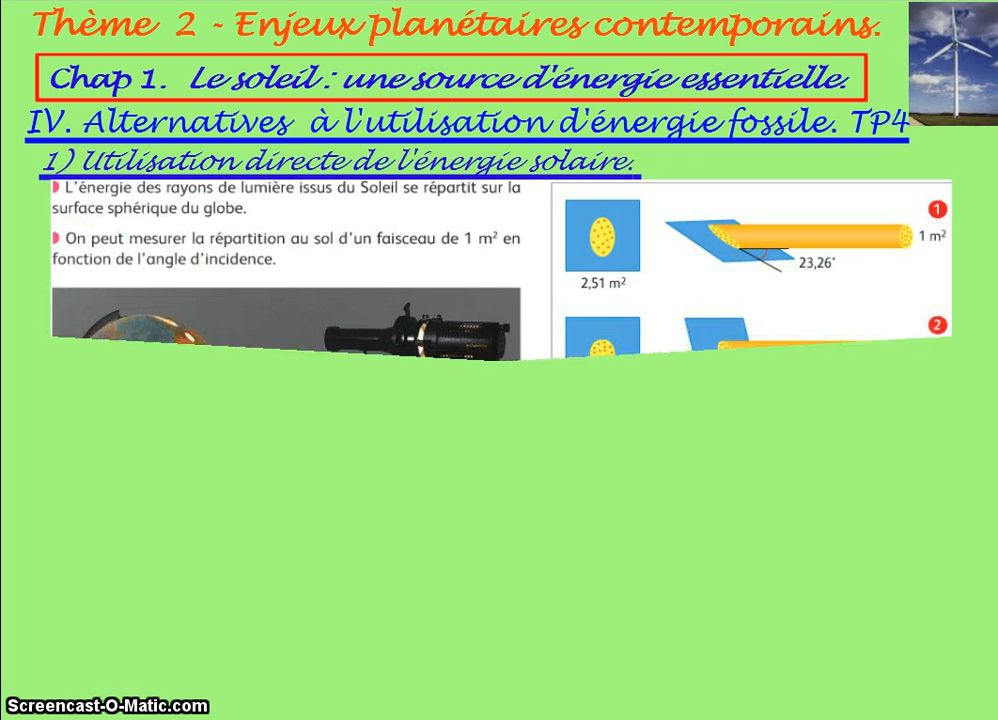 Thème 2 - Enjeux planétaires contemporains.
Chap 1. Le soleil : une source d'énergie essentielle.
IV. Alternatives à l'utilisation d'énergie fossile. TP4
1) Utilisation directe de l'énergie solaire.
L'énergie des rayons de lumière issus du Soleil se répartit sur la
surface sphérique du globe.
On peut mesurer la répartition au sol d'un faisceau de 1 m² en
fonction de l'angle d'incidence.
1
1 m²
23,26°
2,51 m²
2
Screencast-O-Matic.com